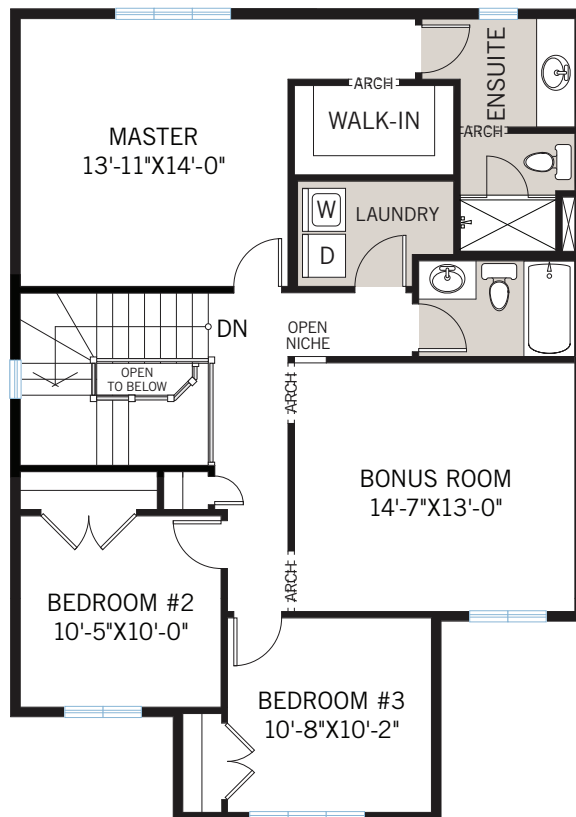 ENSUITE
ARCH
WALK-IN
MASTER
13'-11"X14'-0"
ARCH
LAUNDRY
W
D
DN
OPEN
NICHE
OPEN
TO BELOW
ARCH
BONUS ROOM
14'-7"X13'-0"
ARCH
BEDROOM #2
10'-5"X10'-0"
BEDROOM #3
10'-8"X10'-2"